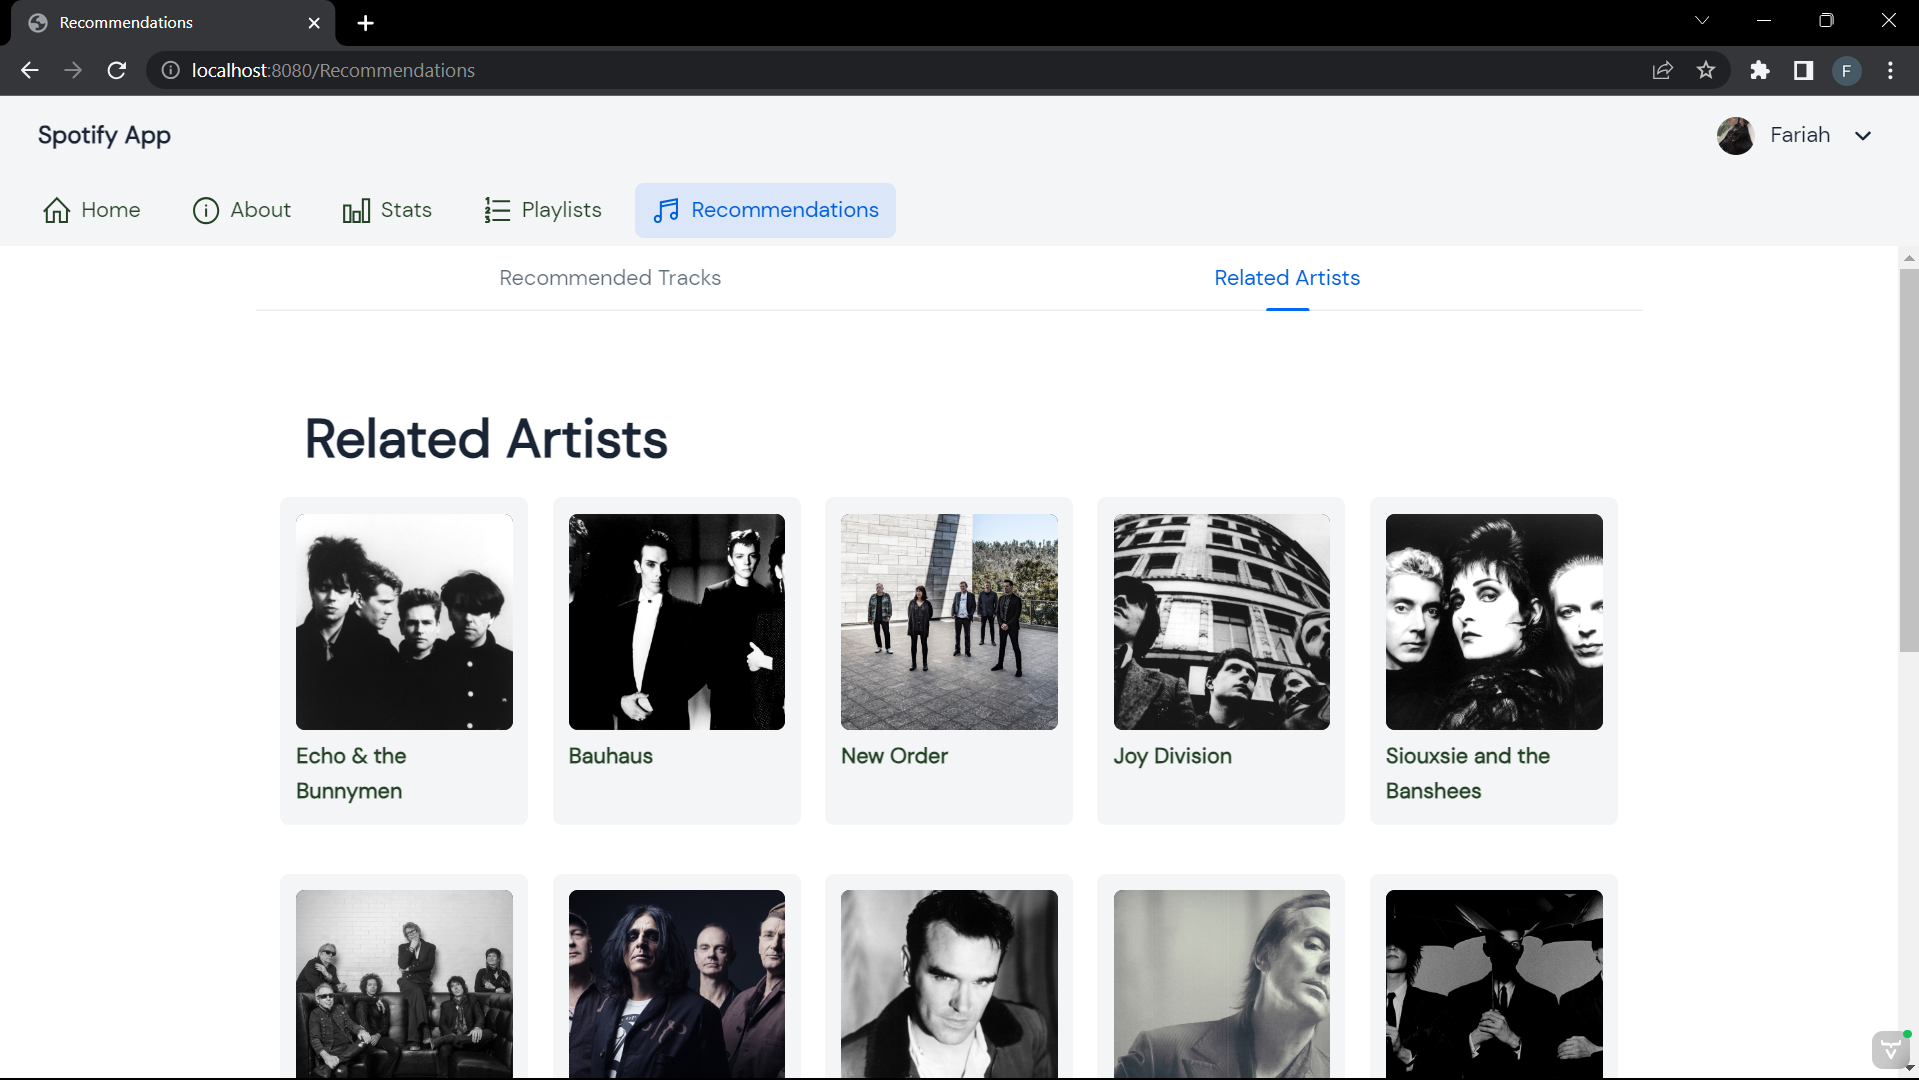 Recommendations
localhost:8080/Recommendations
F
Spotify App
Fariah
Home
About
Stats
Playlists
Recommendations
Recommended Tracks
Related Artists
Related Artists
Echo & the
Bunnymen
Bauhaus
New Order
Joy Division
Siouxsie and the
Banshees